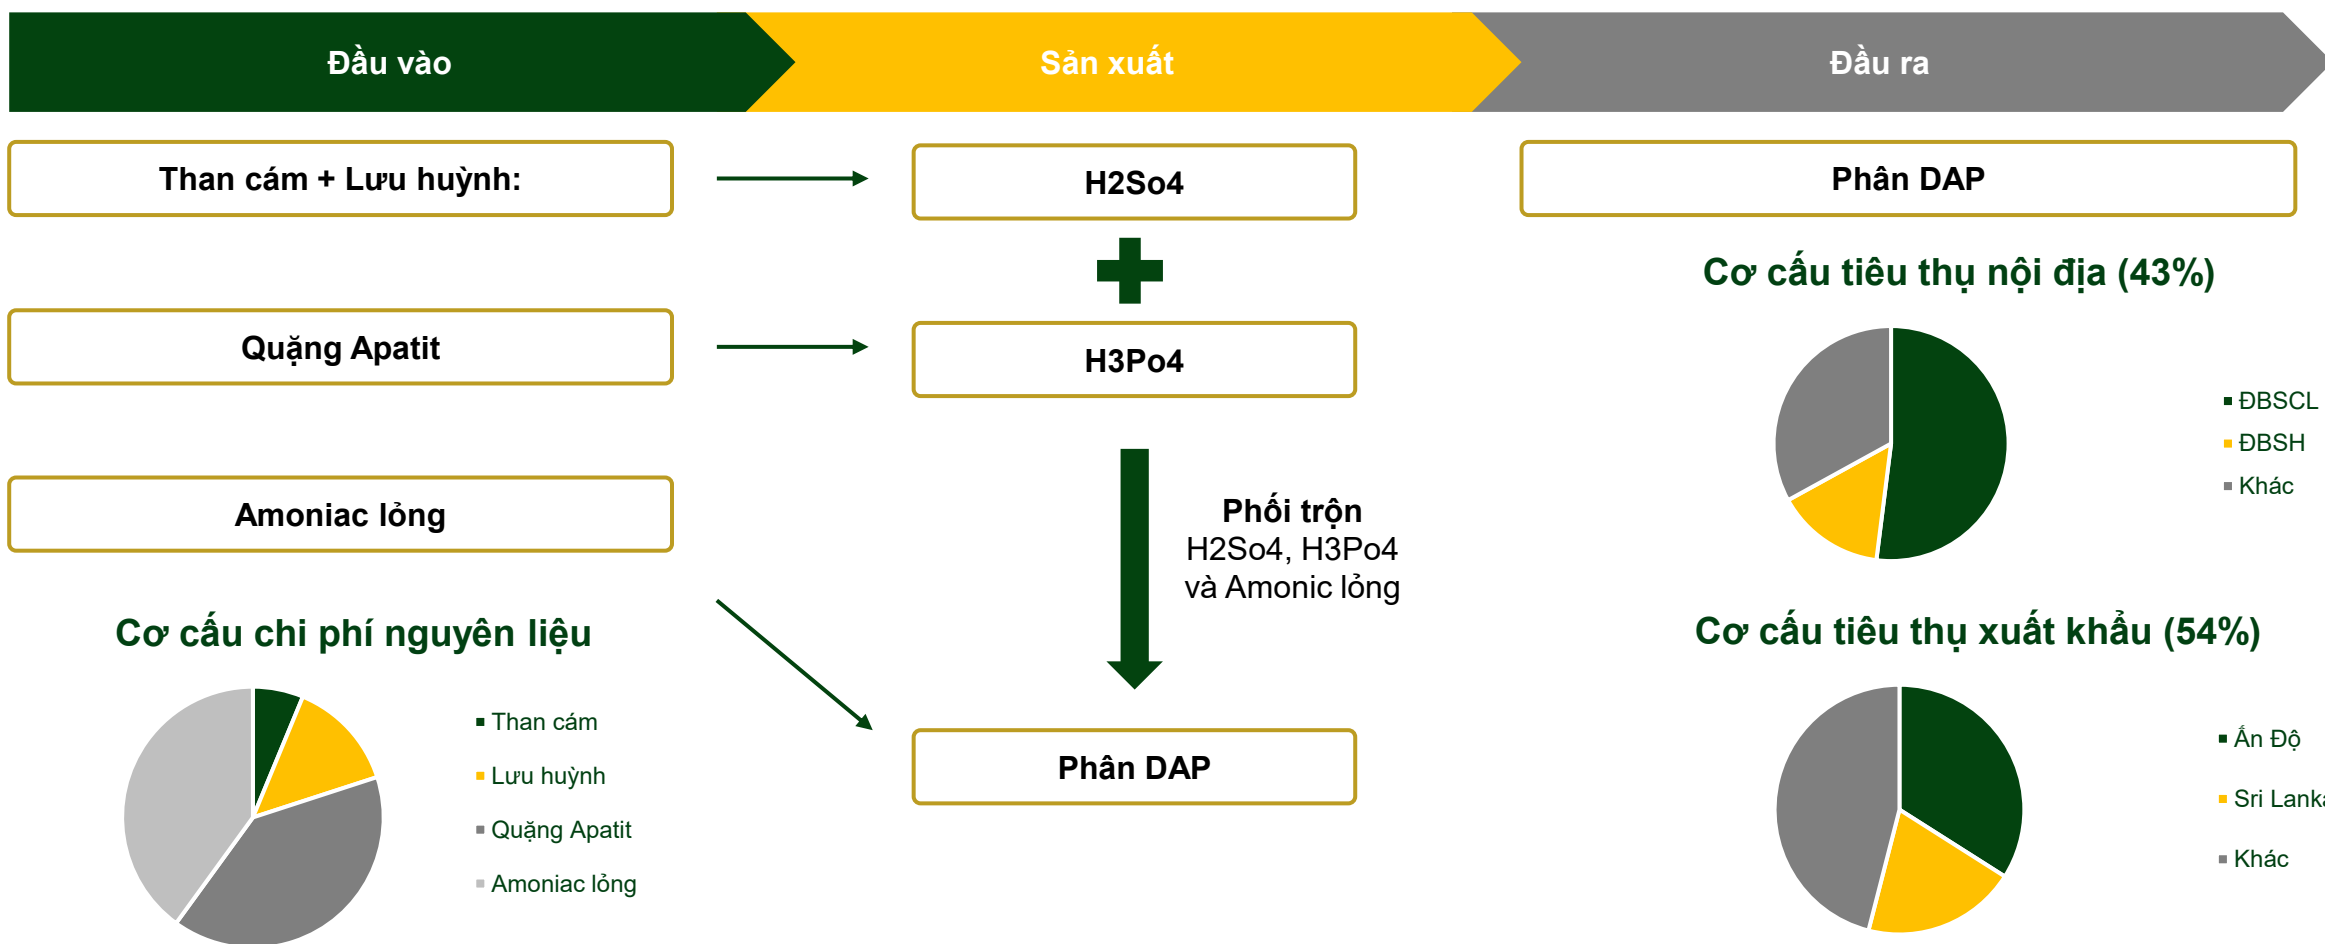 Đầu vào
Sản xuất
Đầu ra
Than cám + Lưu huỳnh:
H2So4
Phân DAP
Quặng Apatit
H3Po4
Amoniac lỏng
Phối trộn
H2So4, H3Po4
và Amonic lỏng
Phân DAP
Cơ cấu chi phí nguyên liệu
Than cám
Lưu huỳnh
Quặng Apatit
Amoniac lỏng
Cơ cấu tiêu thụ nội địa (43%)
ĐBSCL
ĐBSH
Khác
Cơ cấu tiêu thụ xuất khẩu (54%)
Ấn Độ
Sri Lanka
Khác